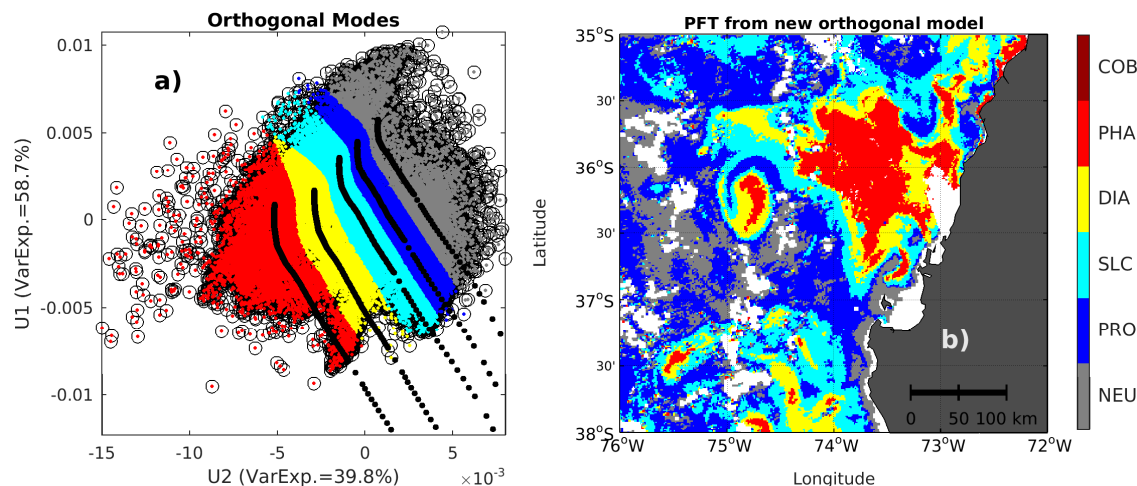 Orthogonal Modes
a)
0.01
0.005
0
-0.005
-0.01
U1 (VarExp.=58.7%)
-15
-10
-5
0
5
U2 (VarExp.=39.8%)
×10⁻³
PFT from new orthogonal model
35°S
30'
36°S
30'
37°S
30'
38°S
Latitude
76°W
75°W
74°W
73°W
72°W
Longitude
b)
0 50 100 km
COB
PHA
DIA
SLC
PRO
NEU